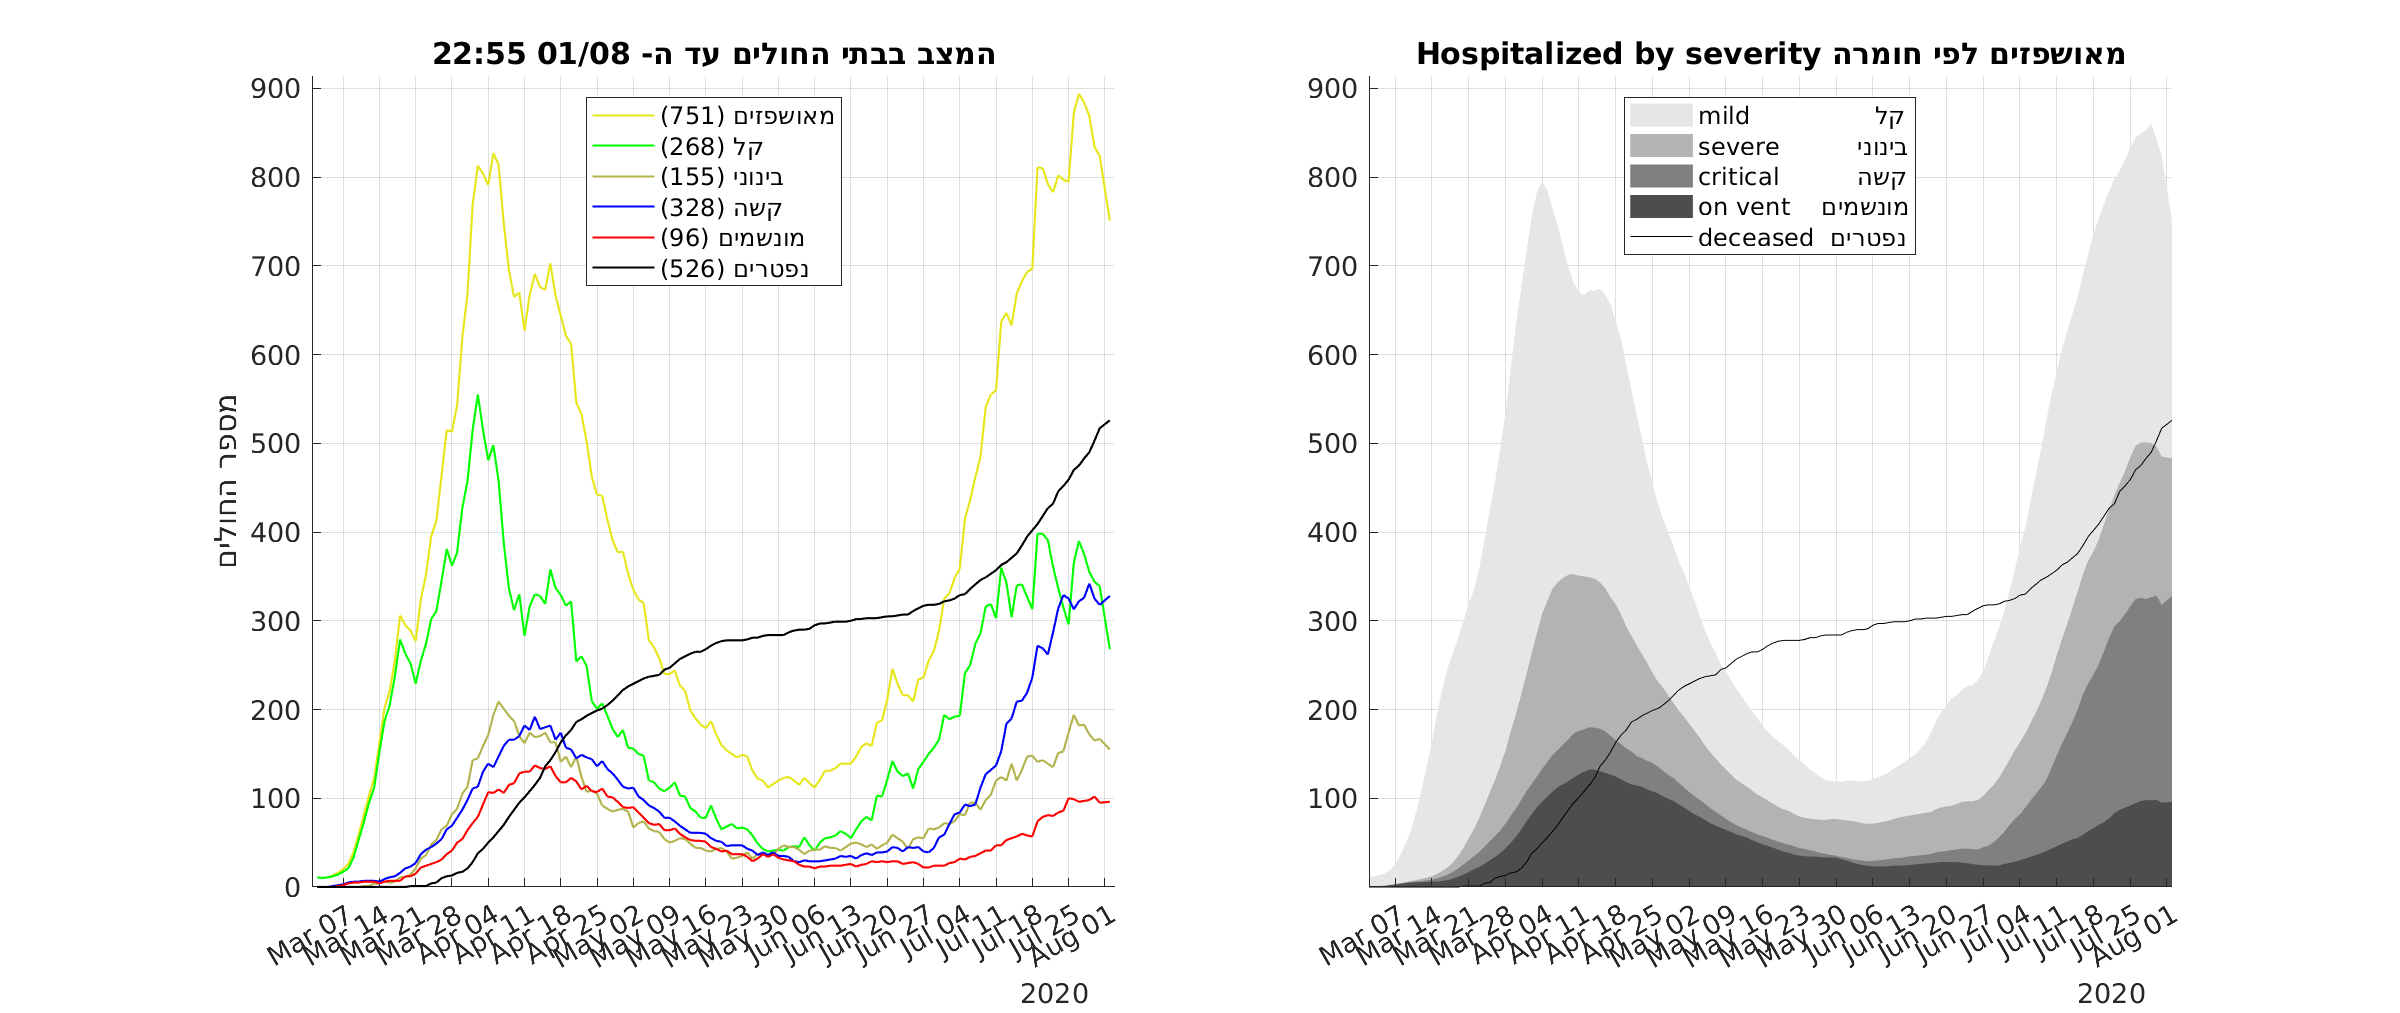 המצב בבתי החולים עד ה- 01/08 22:55
900
800
700
600
500
400
300
200
100
0
מספר החולים
מאושפזים (751)
קל (268)
בינוני (155)
קשה (328)
מונשמים (96)
נפטרים (526)
Mar 07
Mar 14
Mar 21
Mar 28
Apr 04
Apr 11
Apr 18
Apr 25
May 02
May 09
May 16
May 23
May 30
Jun 06
Jun 13
Jun 20
Jun 27
Jul 04
Jul 11
Jul 18
Jul 25
Aug 01
2020
Hospitalized by severity מאושפזים לפי חומרה
900
800
700
600
500
400
300
200
100
mild קל
severe בינוני
critical קשה
on vent מונשמים
deceased נפטרים
Mar 07
Mar 14
Mar 21
Mar 28
Apr 04
Apr 11
Apr 18
Apr 25
May 02
May 09
May 16
May 23
May 30
Jun 06
Jun 13
Jun 20
Jun 27
Jul 04
Jul 11
Jul 18
Jul 25
Aug 01
2020